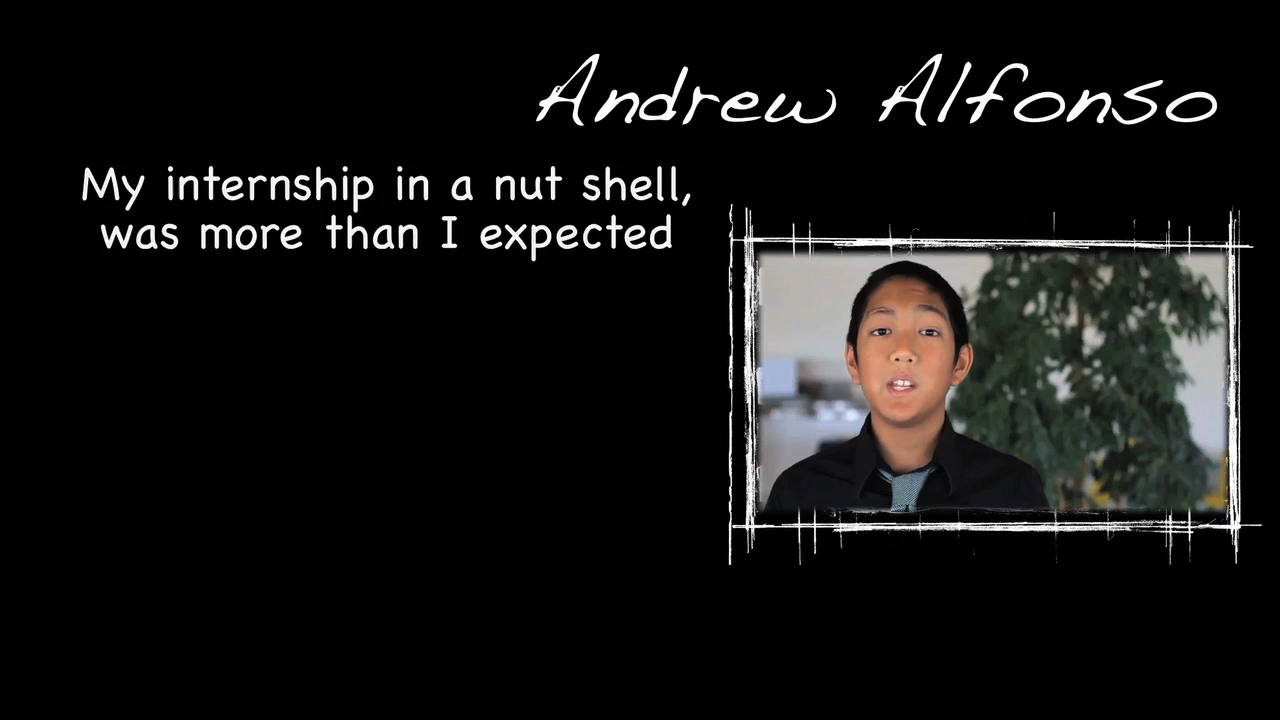 Andrew Alfonso
My internship in a nut shell,
was more than I expected